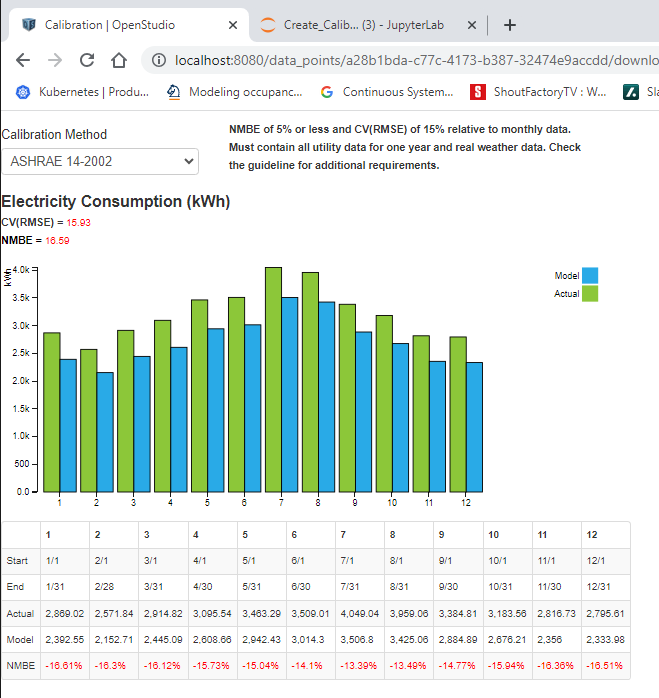 Calibration | OpenStudio
Create_Calib... (3) - JupyterLab
localhost:8080/data_points/a28b1bda-c77c-4173-b387-32474e9accdd/downlo
Kubernetes | Produ...
Modeling occupanc...
Continuous System...
ShoutFactoryTV : W...
Sla
Calibration Method
ASHRAE 14-2002
NMBE of 5% or less and CV(RMSE) of 15% relative to monthly data.
Must contain all utility data for one year and real weather data. Check
the guideline for additional requirements.
Electricity Consumption (kWh)
CV(RMSE) = 15.93
NMBE = 16.59
kWh
4.0k
3.5k
3.0k
2.5k
2.0k
1.5k
1.0k
500
0.0
1 2 3 4 5 6 7 8 9 10 11 12
Model
Actual
1 2 3 4 5 6 7 8 9 10 11 12
Start 1/1 2/1 3/1 4/1 5/1 6/1 7/1 8/1 9/1 10/1 11/1 12/1
End 1/31 2/28 3/31 4/30 5/31 6/30 7/31 8/31 9/30 10/31 11/30 12/31
Actual 2,869.02 2,571.84 2,914.82 3,095.54 3,463.29 3,509.01 4,049.04 3,959.06 3,384.81 3,183.56 2,816.73 2,795.61
Model 2,392.55 2,152.71 2,445.09 2,608.66 2,942.43 3,014.3 3,506.8 3,425.06 2,884.89 2,676.21 2,356 2,333.98
NMBE -16.61% -16.3% -16.12% -15.73% -15.04% -14.1% -13.39% -13.49% -14.77% -15.94% -16.36% -16.51%